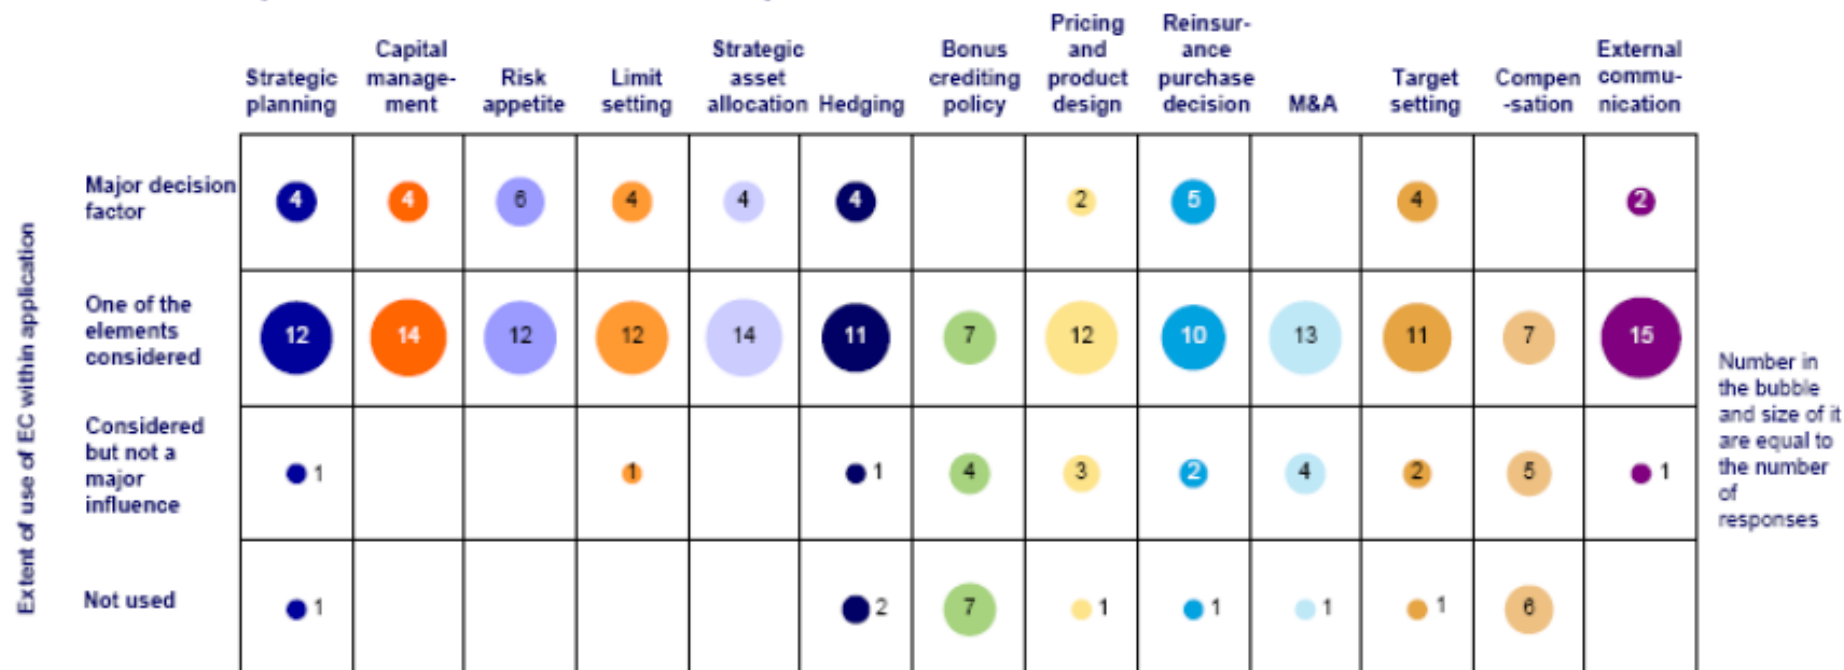 Strategic planning
Capital manage-ment
Risk appetite
Limit setting
Strategic asset allocation
Hedging
Bonus crediting policy
Pricing and product design
Reinsur-ance purchase decision
M&A
Target setting
Compen-sation
External commu-nication
Extent of use of EC within application
Major decision
factor
4 4 6 4 4 4 2 5 4 2
One of the
elements
considered
12 14 12 12 14 11 7 12 10 13 11 7 15
Considered
but not a
major
influence
1 1 1 4 3 2 4 2 5 1
Not used
1 2 7 1 1 1 1 6
Number in
the bubble
and size of it
are equal to
the number
of
responses